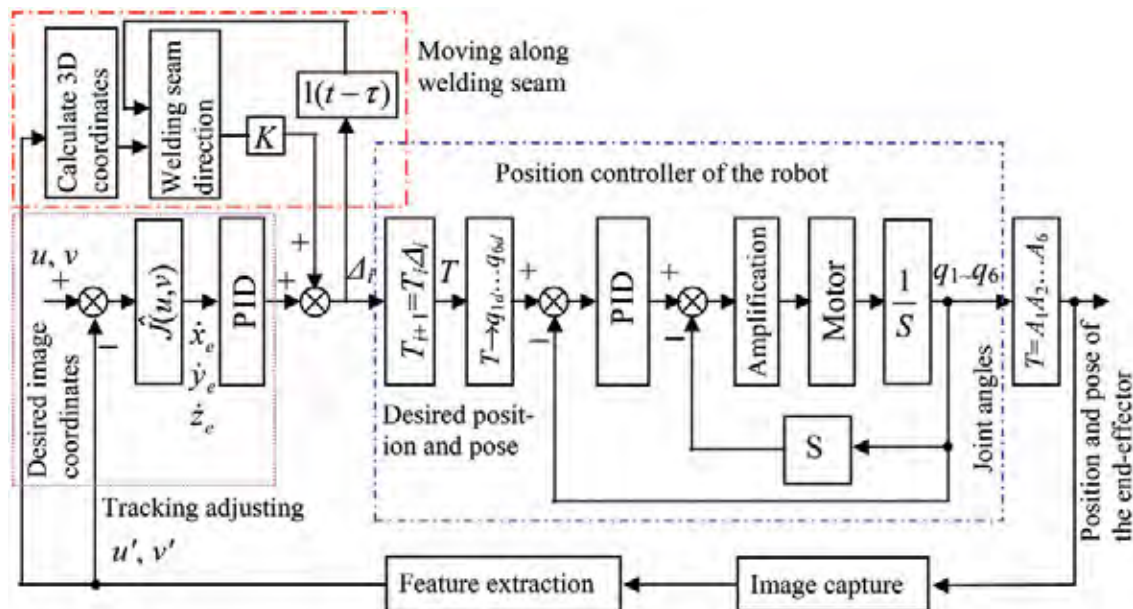 Calculate 3D
coordinates
Welding seam
direction
K
1(t − τ)
Moving along
welding seam
Position controller of the robot
u, v
+
−
Ĵ(u,v)
ẋe
ẏe
że
PID
+
+
Δi
Ti+1=TiΔi
T
T→q1d…q6d
+
−
PID
+
−
Amplification
Motor
1
S
q1~q6
T=A1A2…A6
S
Desired image
coordinates
Desired posit-
ion and pose
Joint angles
Position and pose of
the end-effector
Tracking adjusting
u′, v′
Feature extraction
Image capture